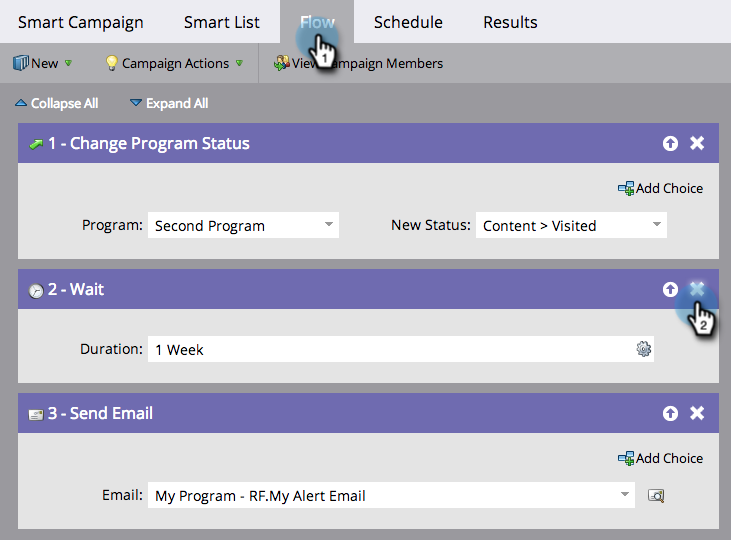 Smart Campaign Smart List Flow Schedule Results
1
New Campaign Actions View Campaign Members
Collapse All Expand All
1 - Change Program Status
Add Choice
Program: Second Program New Status: Content > Visited
2 - Wait
2
Duration: 1 Week
3 - Send Email
Add Choice
Email: My Program - RF.My Alert Email